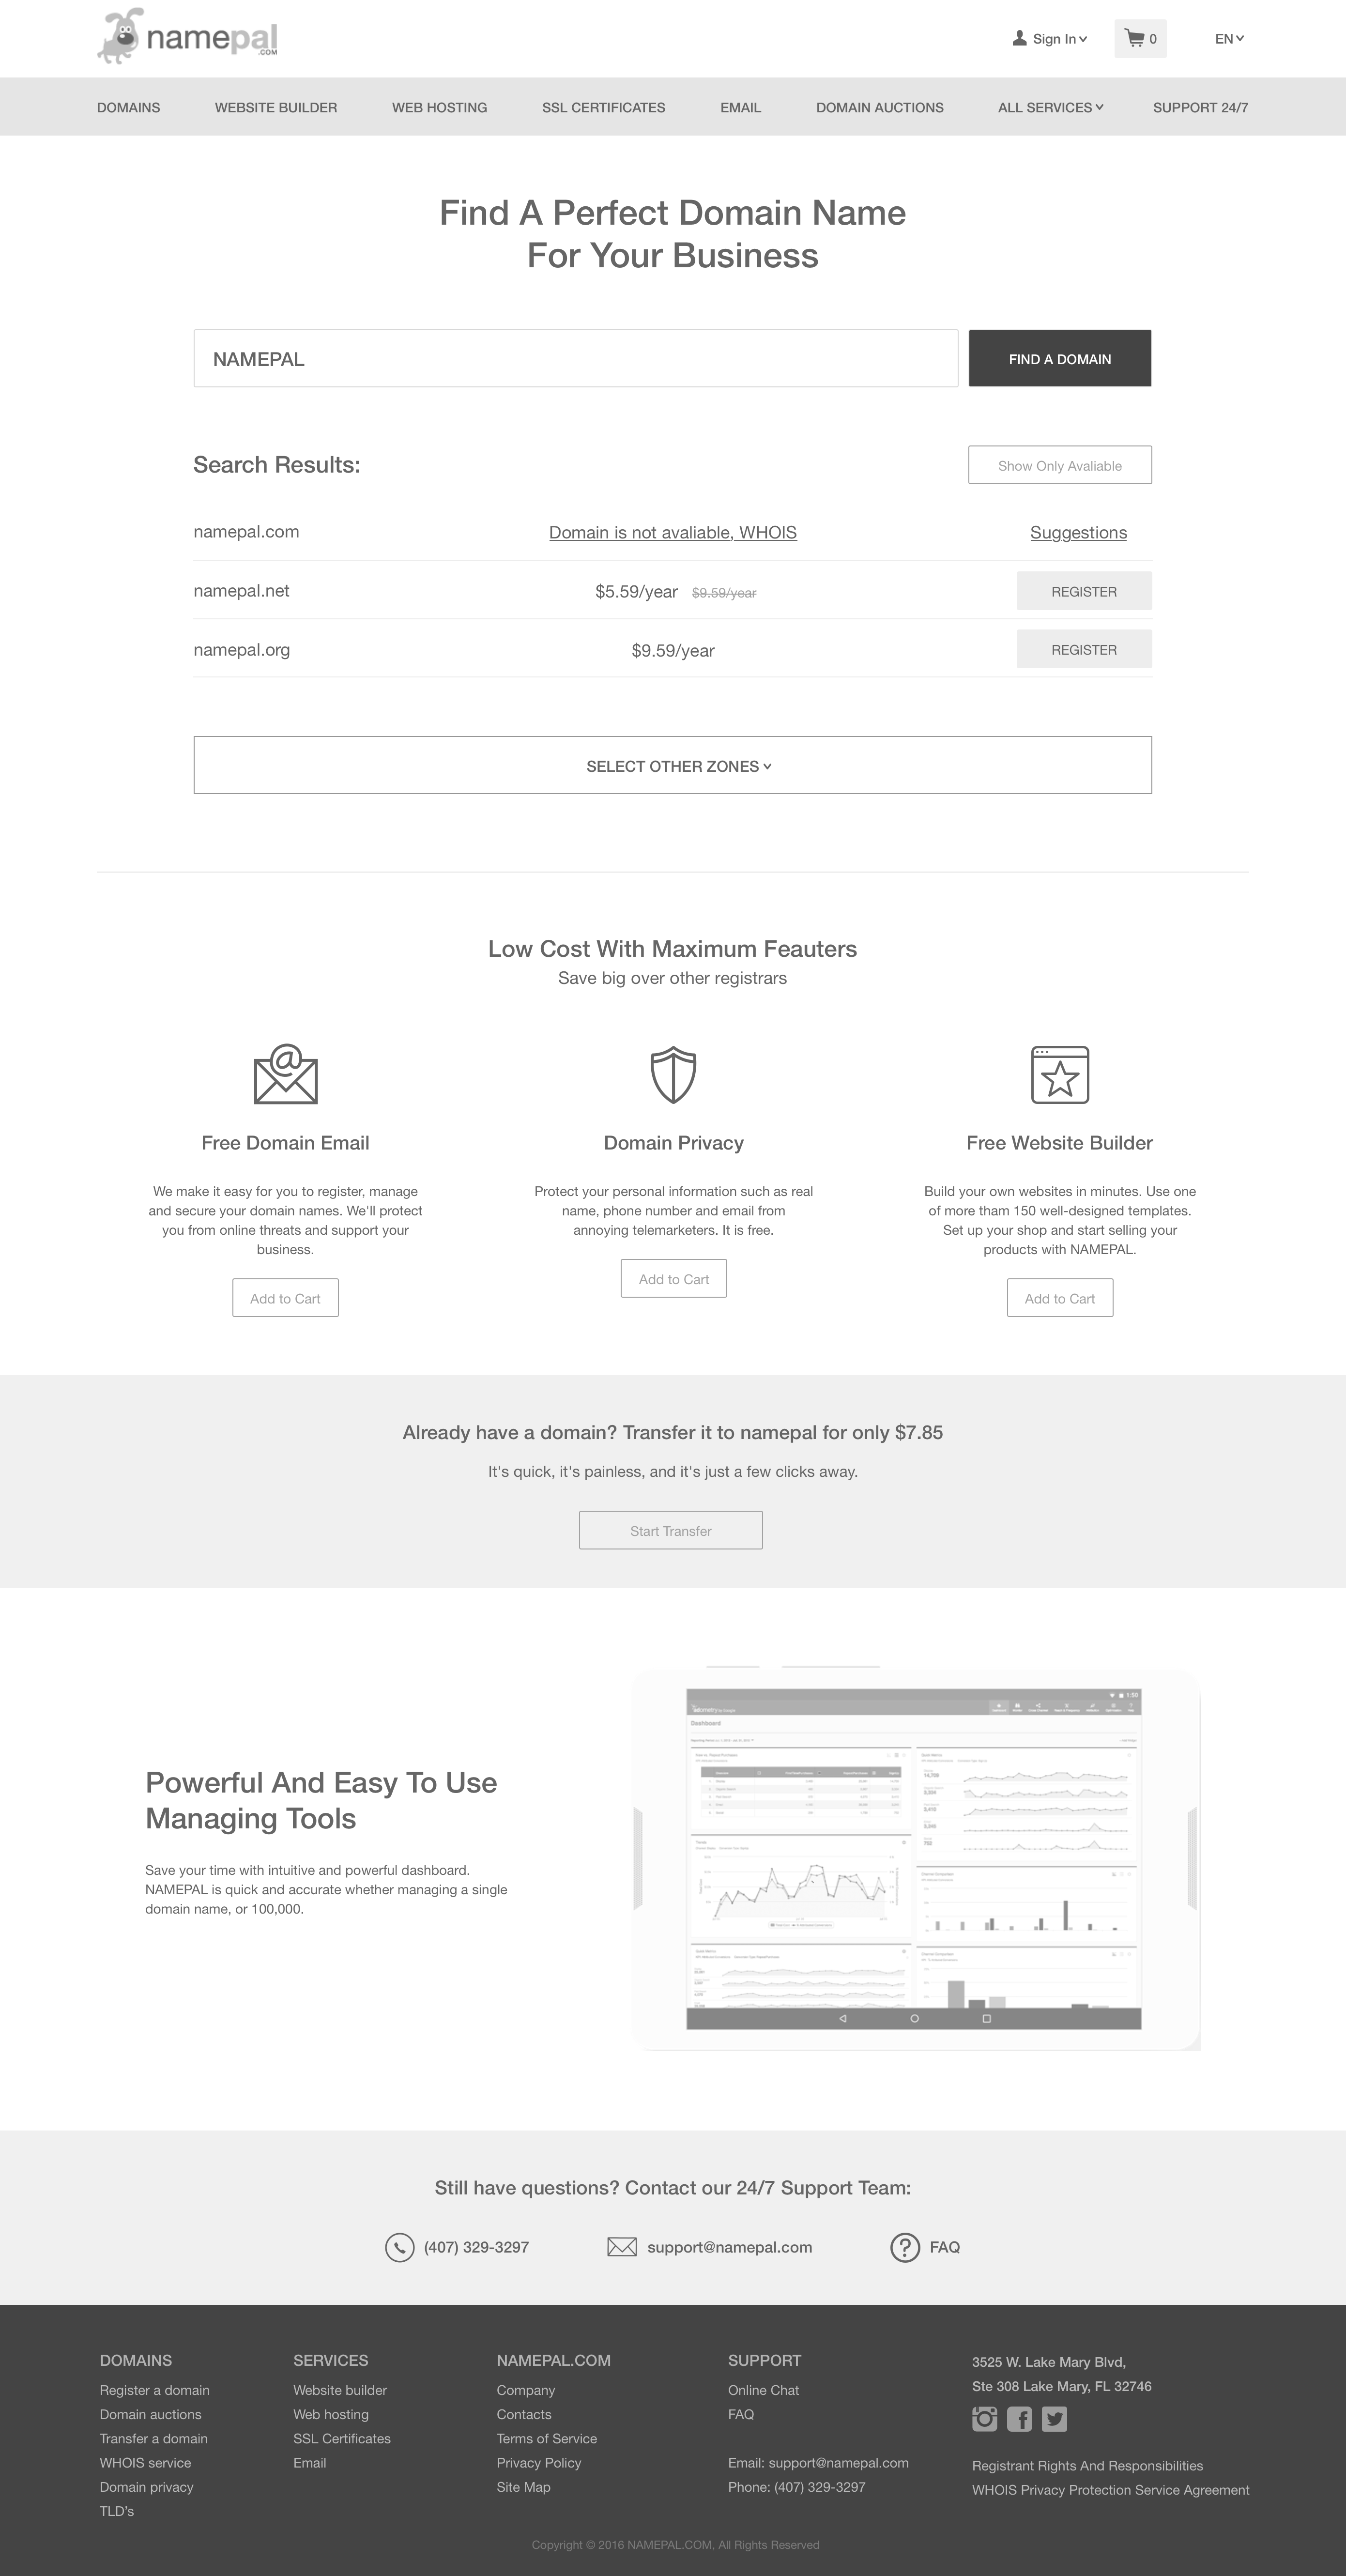 namepal
.COM
Sign In
0
EN
DOMAINS
WEBSITE BUILDER
WEB HOSTING
SSL CERTIFICATES
EMAIL
DOMAIN AUCTIONS
ALL SERVICES
SUPPORT 24/7
Find A Perfect Domain Name
For Your Business
NAMEPAL
FIND A DOMAIN
Search Results:
Show Only Avaliable
namepal.com
Domain is not avaliable, WHOIS
Suggestions
namepal.net
$5.59/year $9.59/year
REGISTER
namepal.org
$9.59/year
REGISTER
SELECT OTHER ZONES
Low Cost With Maximum Feauters
Save big over other registrars
Free Domain Email
We make it easy for you to register, manage
and secure your domain names. We'll protect
you from online threats and support your
business.
Add to Cart
Domain Privacy
Protect your personal information such as real
name, phone number and email from
annoying telemarketers. It is free.
Add to Cart
Free Website Builder
Build your own websites in minutes. Use one
of more tham 150 well-designed templates.
Set up your shop and start selling your
products with NAMEPAL.
Add to Cart
Already have a domain? Transfer it to namepal for only $7.85
It's quick, it's painless, and it's just a few clicks away.
Start Transfer
Powerful And Easy To Use
Managing Tools
Save your time with intuitive and powerful dashboard.
NAMEPAL is quick and accurate whether managing a single
domain name, or 100,000.
Dashboard
Still have questions? Contact our 24/7 Support Team:
(407) 329-3297
support@namepal.com
FAQ
DOMAINS
Register a domain
Domain auctions
Transfer a domain
WHOIS service
Domain privacy
TLD's
SERVICES
Website builder
Web hosting
SSL Certificates
Email
NAMEPAL.COM
Company
Contacts
Terms of Service
Privacy Policy
Site Map
SUPPORT
Online Chat
FAQ
Email: support@namepal.com
Phone: (407) 329-3297
3525 W. Lake Mary Blvd,
Ste 308 Lake Mary, FL 32746
Registrant Rights And Responsibilities
WHOIS Privacy Protection Service Agreement
Copyright © 2016 NAMEPAL.COM, All Rights Reserved